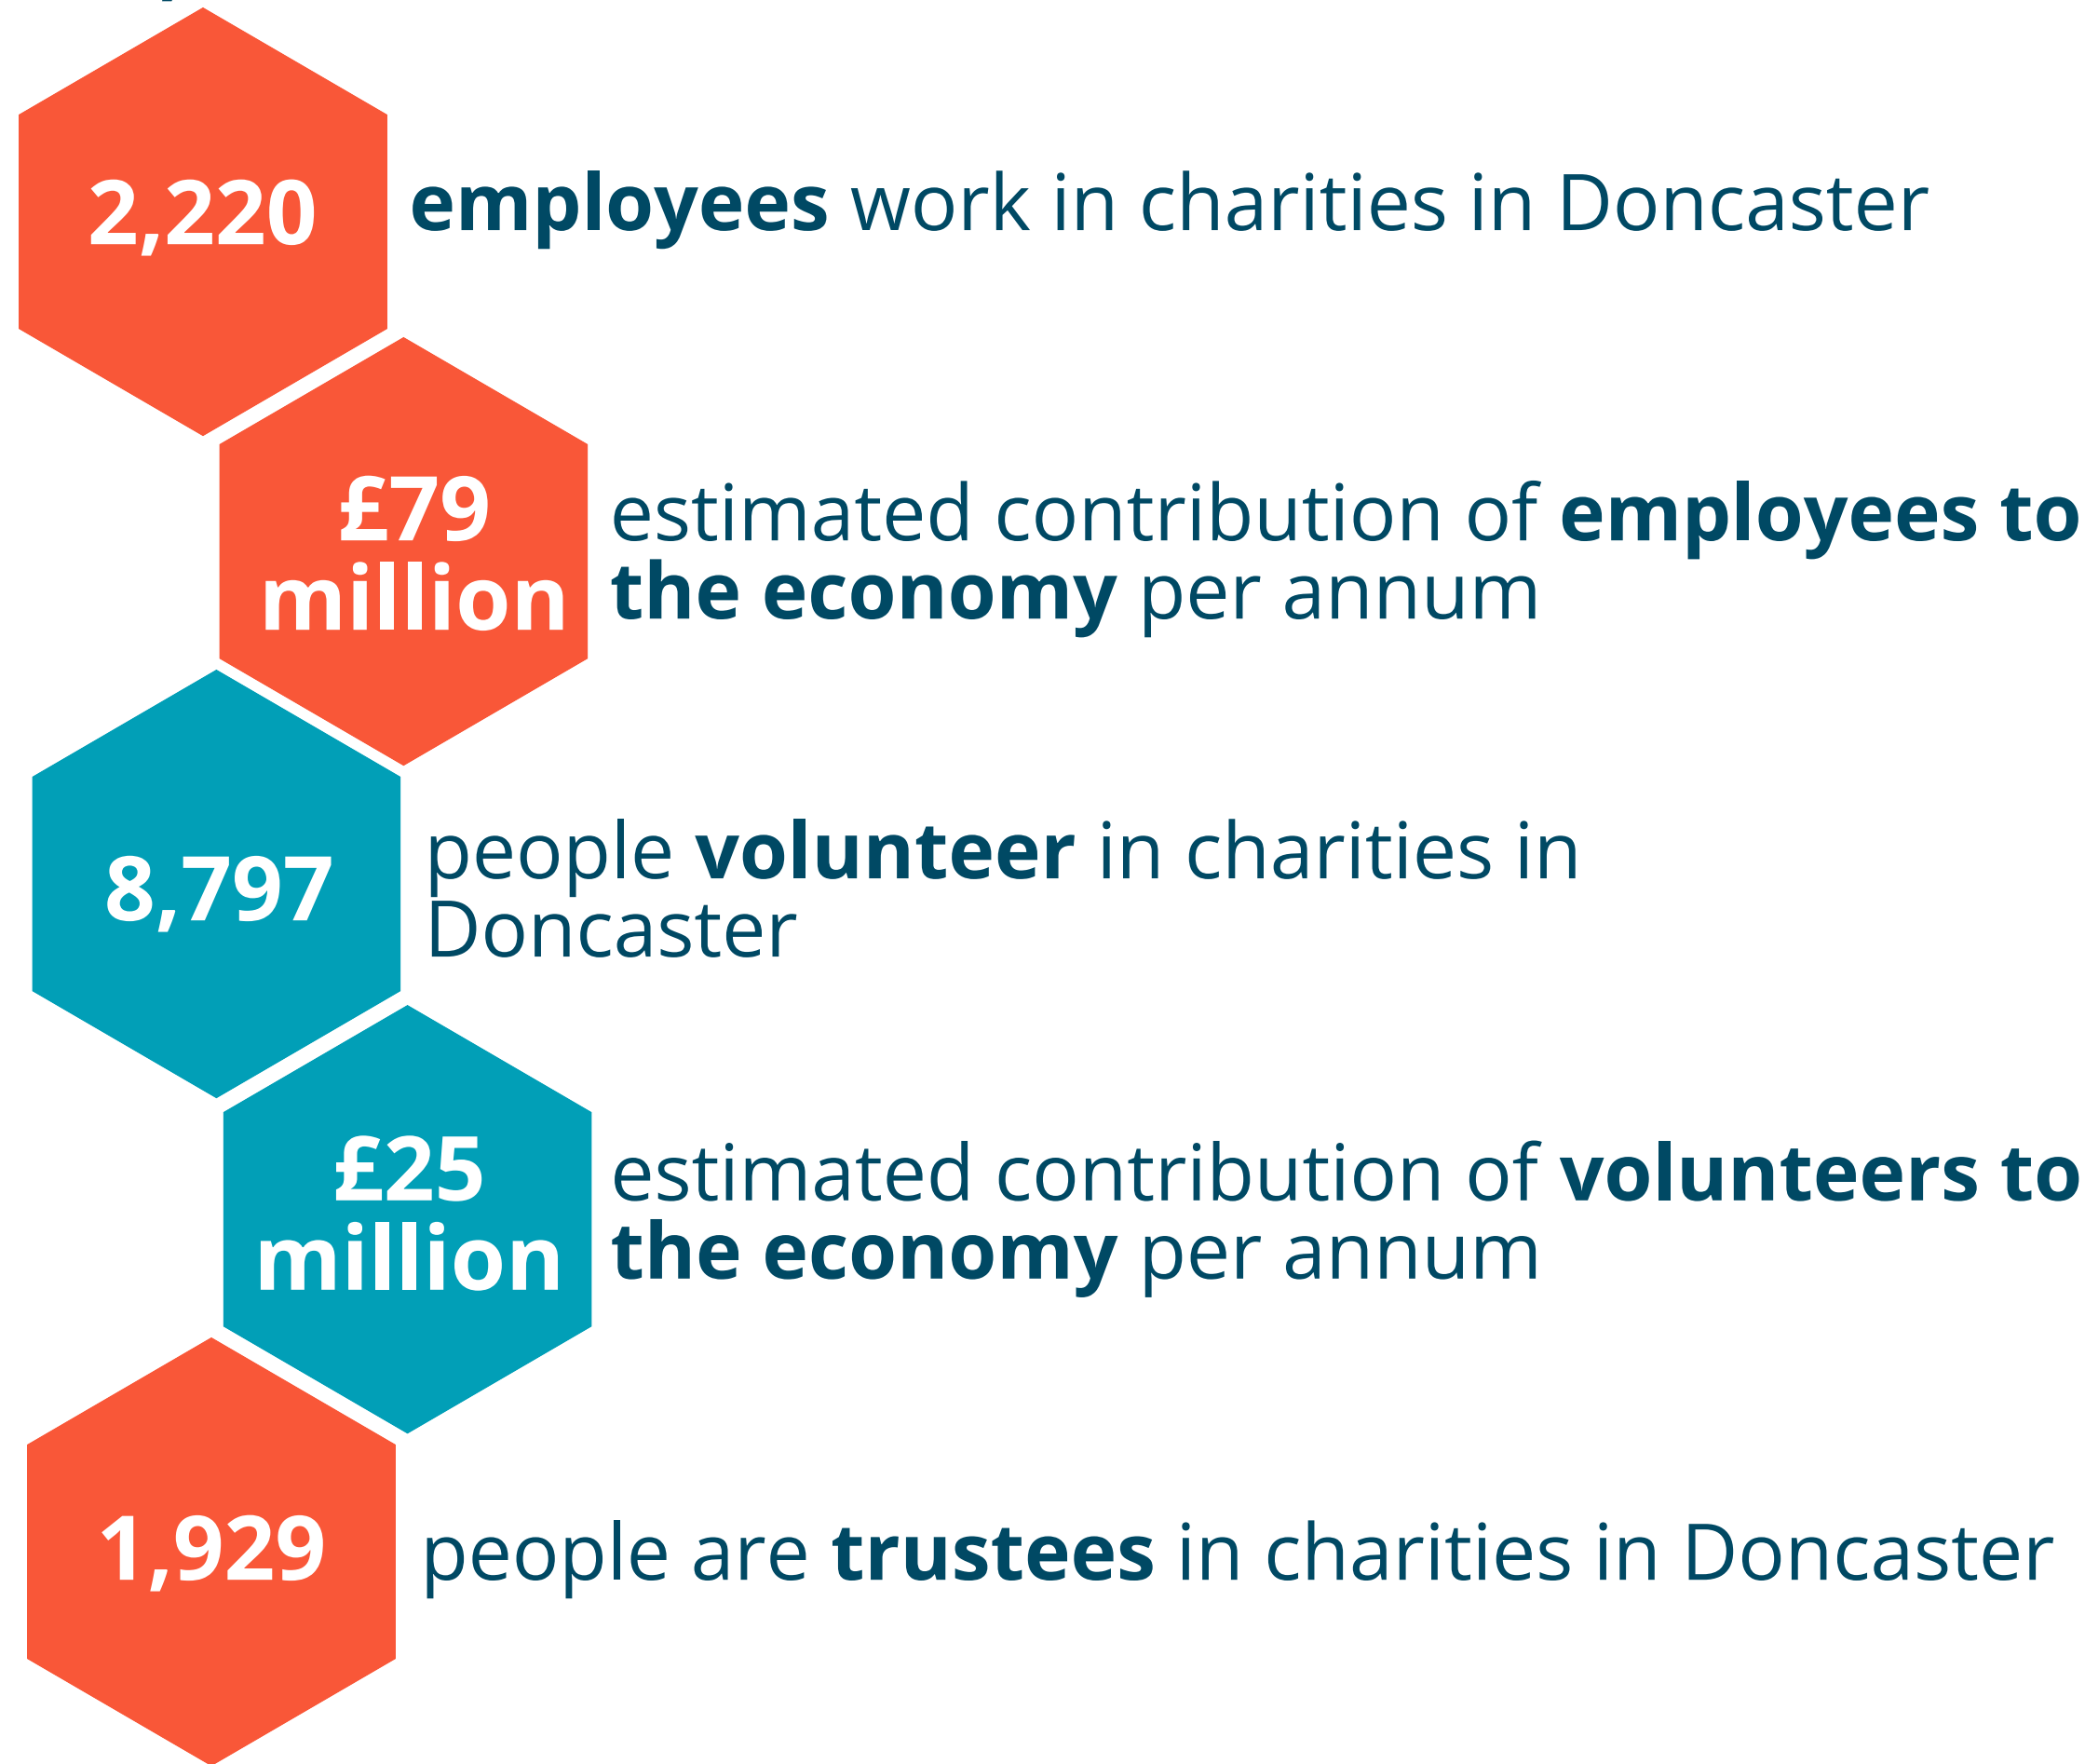 2,220
employees work in charities in Doncaster
£79
million
estimated contribution of employees to
the economy per annum
8,797
people volunteer in charities in
Doncaster
£25
million
estimated contribution of volunteers to
the economy per annum
1,929
people are trustees in charities in Doncaster